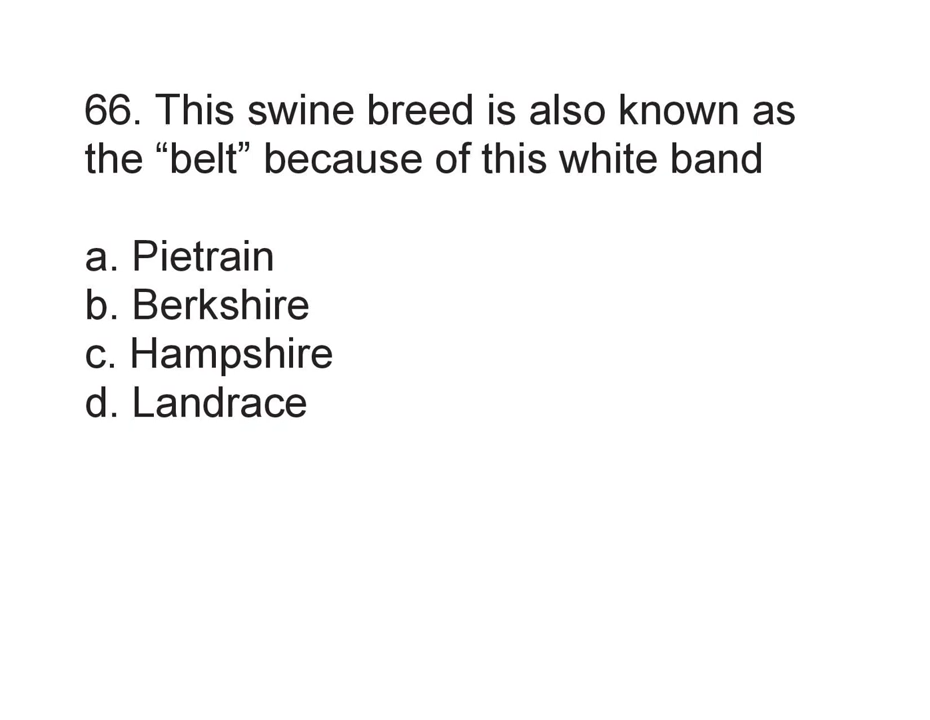 66. This swine breed is also known as
the “belt” because of this white band
a. Pietrain
b. Berkshire
c. Hampshire
d. Landrace